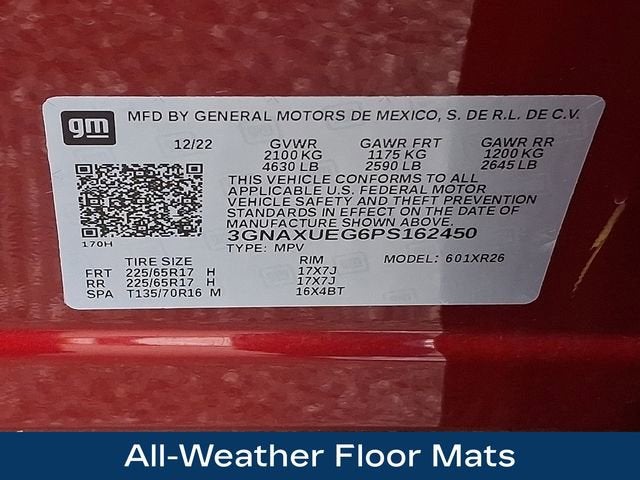 gm MFD BY GENERAL MOTORS DE MEXICO, S. DE R.L. DE C.V.
12/22 GVWR GAWR FRT GAWR RR
2100 KG 1175 KG 1200 KG
4630 LB 2590 LB 2645 LB
THIS VEHICLE CONFORMS TO ALL
APPLICABLE U.S. FEDERAL MOTOR
VEHICLE SAFETY AND THEFT PREVENTION
STANDARDS IN EFFECT ON THE DATE OF
MANUFACTURE SHOWN ABOVE.
3GNAXUEG6PS162450
170H
TYPE: MPV MODEL: 601XR26
TIRE SIZE RIM
FRT 225/65R17 H 17X7J
RR 225/65R17 H 17X7J
SPA T135/70R16 M 16X4BT
All-Weather Floor Mats